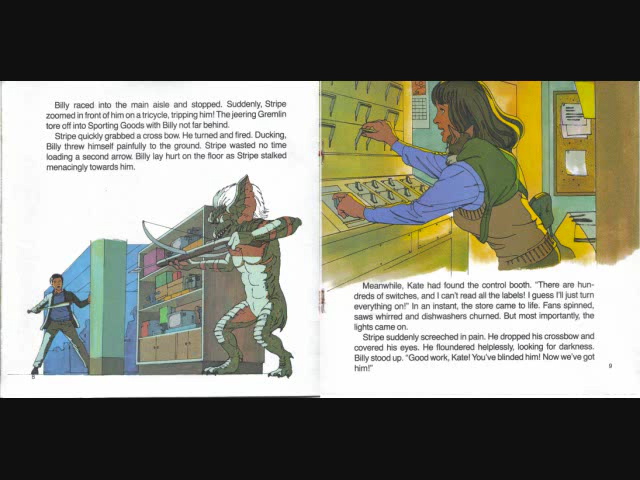 Billy raced into the main aisle and stopped. Suddenly, Stripe
zoomed in front of him on a tricycle, tripping him! The jeering Gremlin
tore off into Sporting Goods with Billy not far behind.
Stripe quickly grabbed a cross bow. He turned and fired. Ducking,
Billy threw himself painfully to the ground. Stripe wasted no time
loading a second arrow. Billy lay hurt on the floor as Stripe stalked
menacingly towards him.
8
Meanwhile, Kate had found the control booth. "There are hun-
dreds of switches, and I can't read all the labels! I guess I'll just turn
everything on!" In an instant, the store came to life. Fans spinned,
saws whirred and dishwashers churned. But most importantly, the
lights came on.
Stripe suddenly screeched in pain. He dropped his crossbow and
covered his eyes. He floundered helplessly, looking for darkness.
Billy stood up. "Good work, Kate! You've blinded him! Now we've got
him!"
9